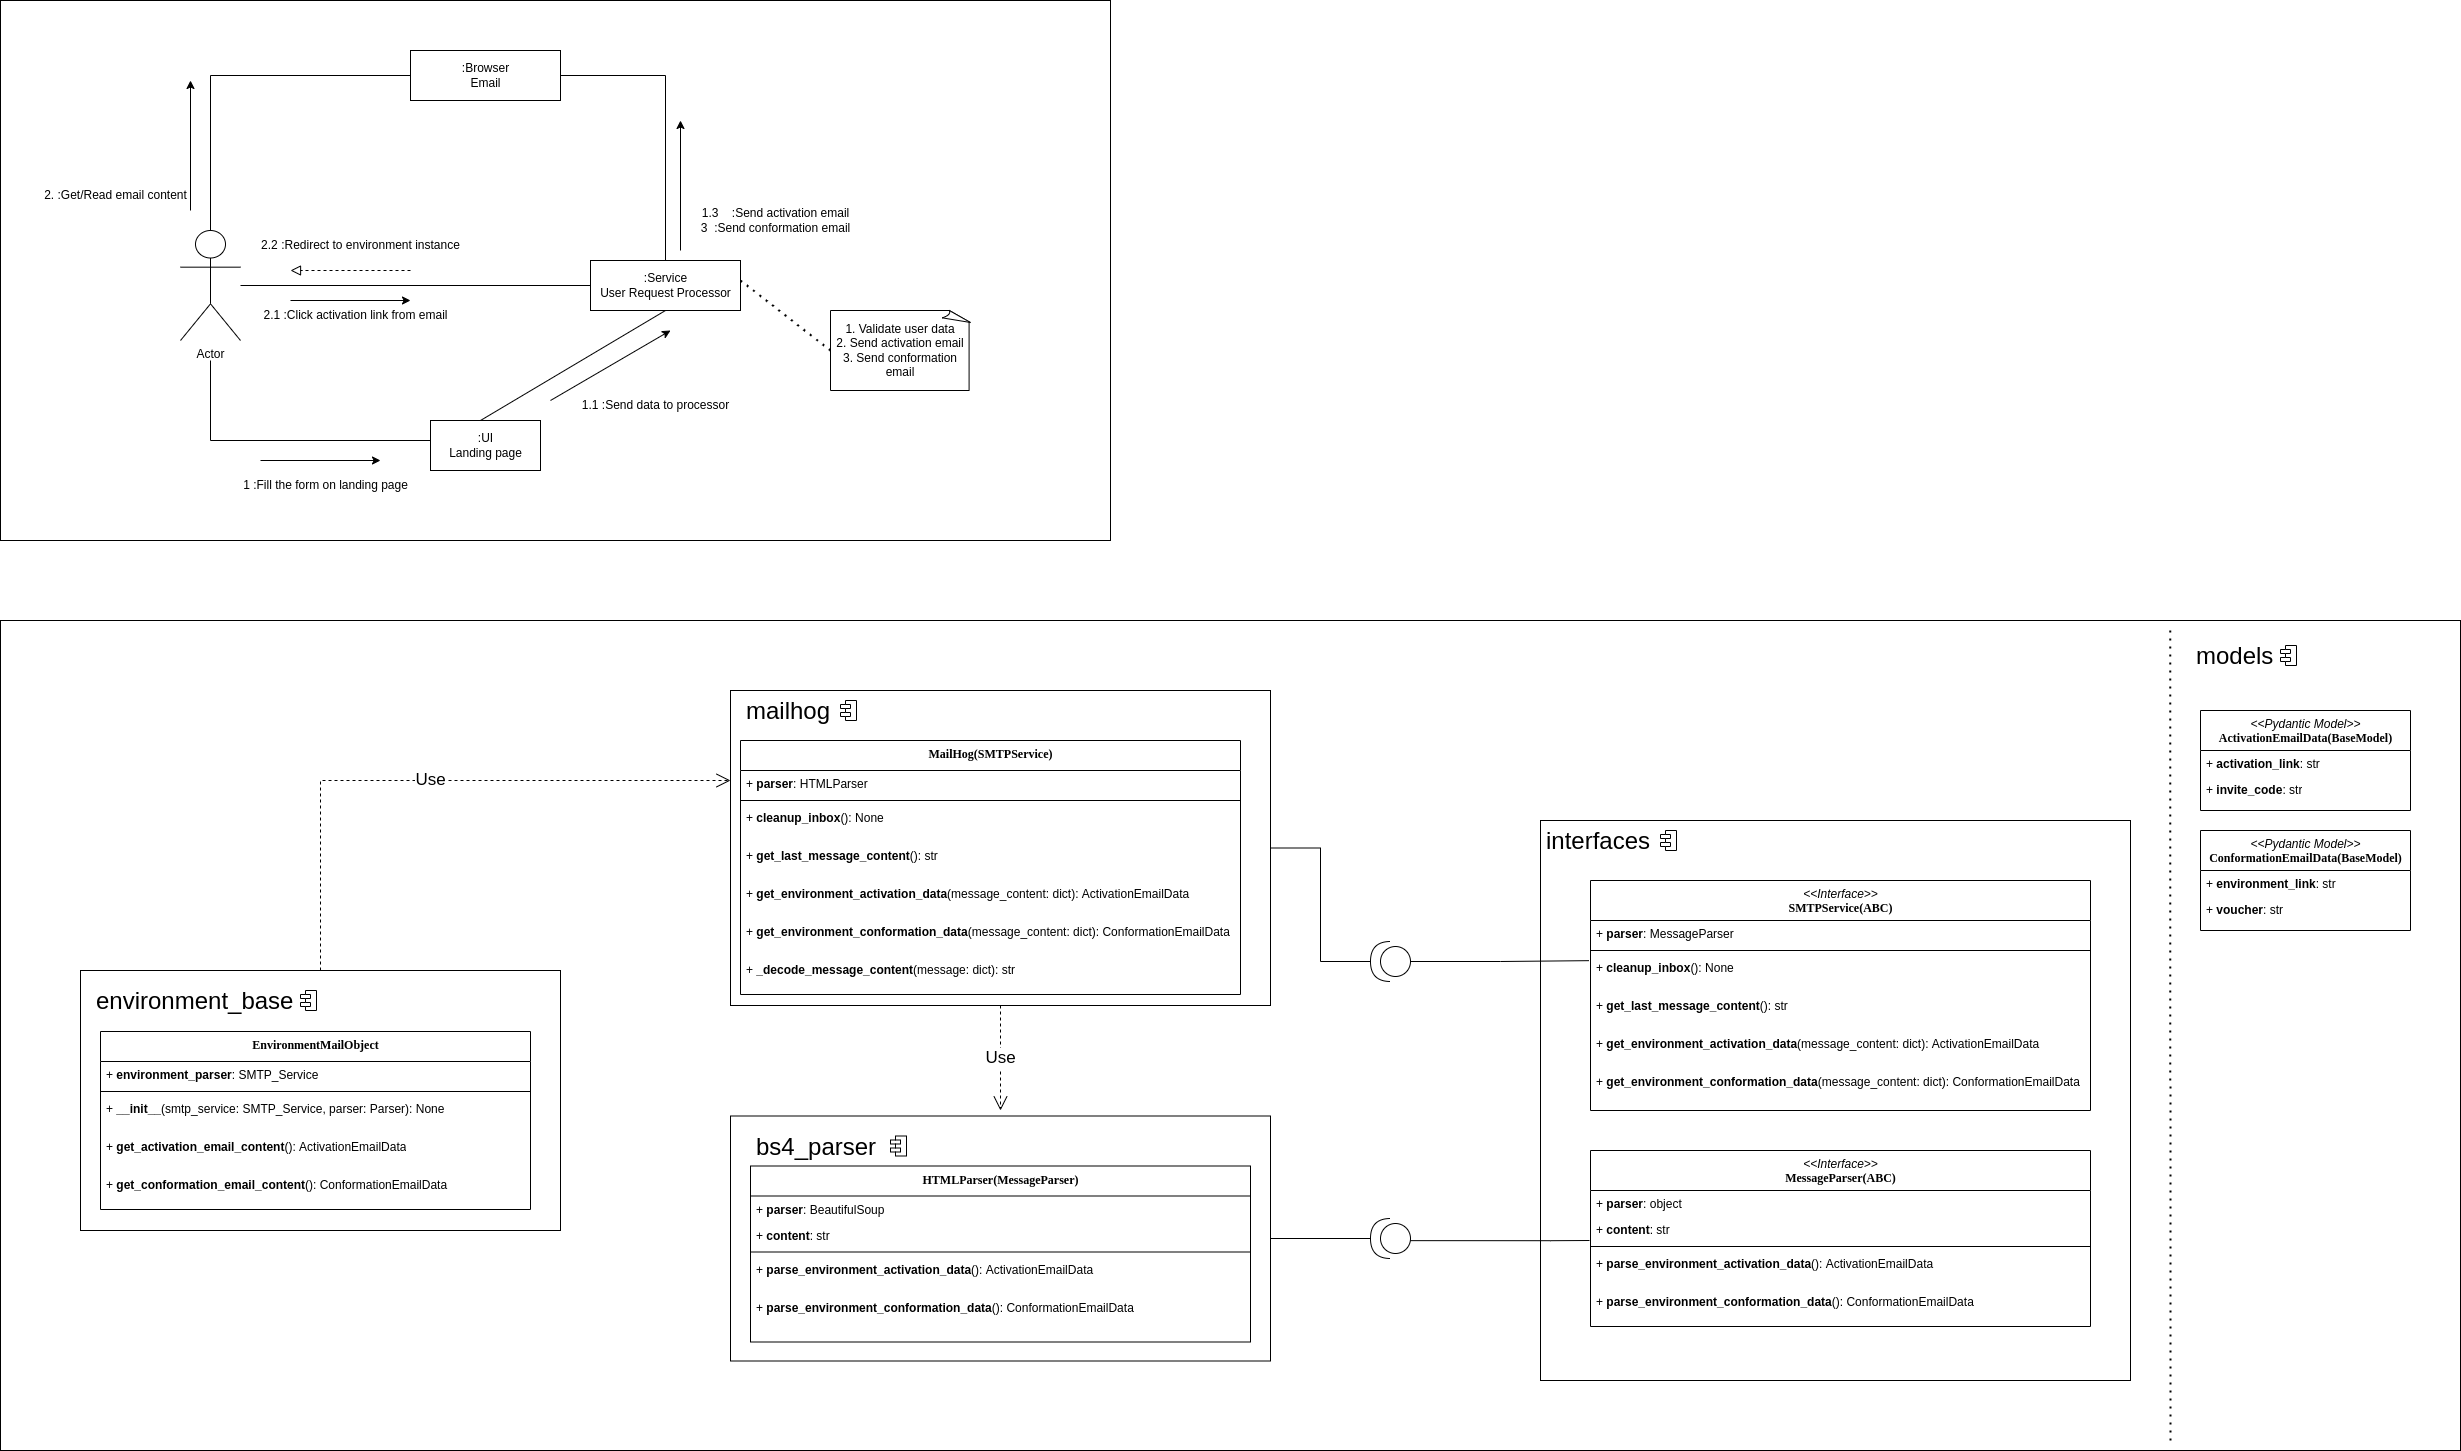 :Browser
Email
2. :Get/Read email content
1.3    :Send activation email
3  :Send conformation email
2.2 :Redirect to environment instance
:Service
User Request Processor
2.1 :Click activation link from email
Actor
1. Validate user data
2. Send activation email
3. Send conformation
email
1.1 :Send data to processor
:UI
Landing page
1 :Fill the form on landing page
environment_base
EnvironmentMailObject
+ environment_parser: SMTP_Service
+ __init__(smtp_service: SMTP_Service, parser: Parser): None
+ get_activation_email_content(): ActivationEmailData
+ get_conformation_email_content(): ConformationEmailData
Use
mailhog
MailHog(SMTPService)
+ parser: HTMLParser
+ cleanup_inbox(): None
+ get_last_message_content(): str
+ get_environment_activation_data(message_content: dict): ActivationEmailData
+ get_environment_conformation_data(message_content: dict): ConformationEmailData
+ _decode_message_content(message: dict): str
Use
bs4_parser
HTMLParser(MessageParser)
+ parser: BeautifulSoup
+ content: str
+ parse_environment_activation_data(): ActivationEmailData
+ parse_environment_conformation_data(): ConformationEmailData
interfaces
<<Interface>>
SMTPService(ABC)
+ parser: MessageParser
+ cleanup_inbox(): None
+ get_last_message_content(): str
+ get_environment_activation_data(message_content: dict): ActivationEmailData
+ get_environment_conformation_data(message_content: dict): ConformationEmailData
<<Interface>>
MessageParser(ABC)
+ parser: object
+ content: str
+ parse_environment_activation_data(): ActivationEmailData
+ parse_environment_conformation_data(): ConformationEmailData
models
<<Pydantic Model>>
ActivationEmailData(BaseModel)
+ activation_link: str
+ invite_code: str
<<Pydantic Model>>
ConformationEmailData(BaseModel)
+ environment_link: str
+ voucher: str